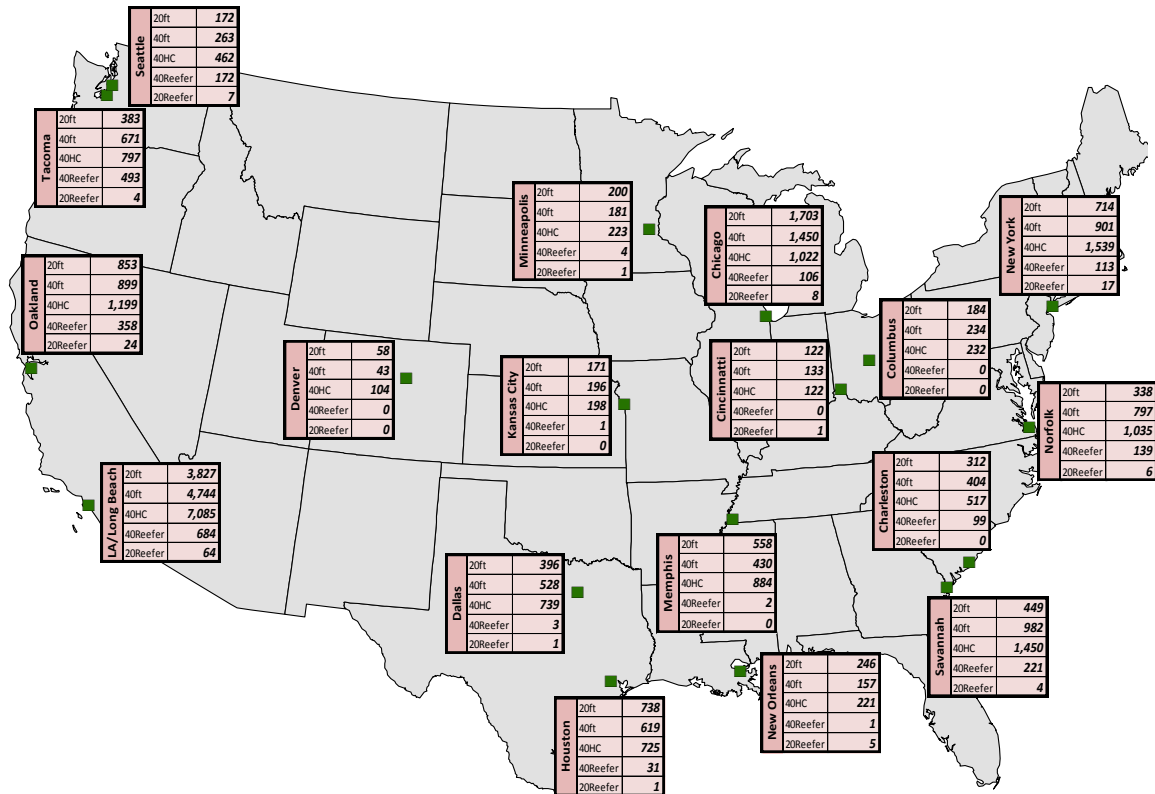 Seattle
20ft 172
40ft 263
40HC 462
40Reefer 172
20Reefer 7
Tacoma
20ft 383
40ft 671
40HC 797
40Reefer 493
20Reefer 4
Minneapolis
20ft 200
40ft 181
40HC 223
40Reefer 4
20Reefer 1
Chicago
20ft 1,703
40ft 1,450
40HC 1,022
40Reefer 106
20Reefer 8
New York
20ft 714
40ft 901
40HC 1,539
40Reefer 113
20Reefer 17
Oakland
20ft 853
40ft 899
40HC 1,199
40Reefer 358
20Reefer 24
Columbus
20ft 184
40ft 234
40HC 232
40Reefer 0
20Reefer 0
Denver
20ft 58
40ft 43
40HC 104
40Reefer 0
20Reefer 0
Kansas City
20ft 171
40ft 196
40HC 198
40Reefer 1
20Reefer 0
Cincinnatti
20ft 122
40ft 133
40HC 122
40Reefer 0
20Reefer 1
Norfolk
20ft 338
40ft 797
40HC 1,035
40Reefer 139
20Reefer 6
LA/Long Beach
20ft 3,827
40ft 4,744
40HC 7,085
40Reefer 684
20Reefer 64
Charleston
20ft 312
40ft 404
40HC 517
40Reefer 99
20Reefer 0
Memphis
20ft 558
40ft 430
40HC 884
40Reefer 2
20Reefer 0
Dallas
20ft 396
40ft 528
40HC 739
40Reefer 3
20Reefer 1
Savannah
20ft 449
40ft 982
40HC 1,450
40Reefer 221
20Reefer 4
New Orleans
20ft 246
40ft 157
40HC 221
40Reefer 1
20Reefer 5
Houston
20ft 738
40ft 619
40HC 725
40Reefer 31
20Reefer 1